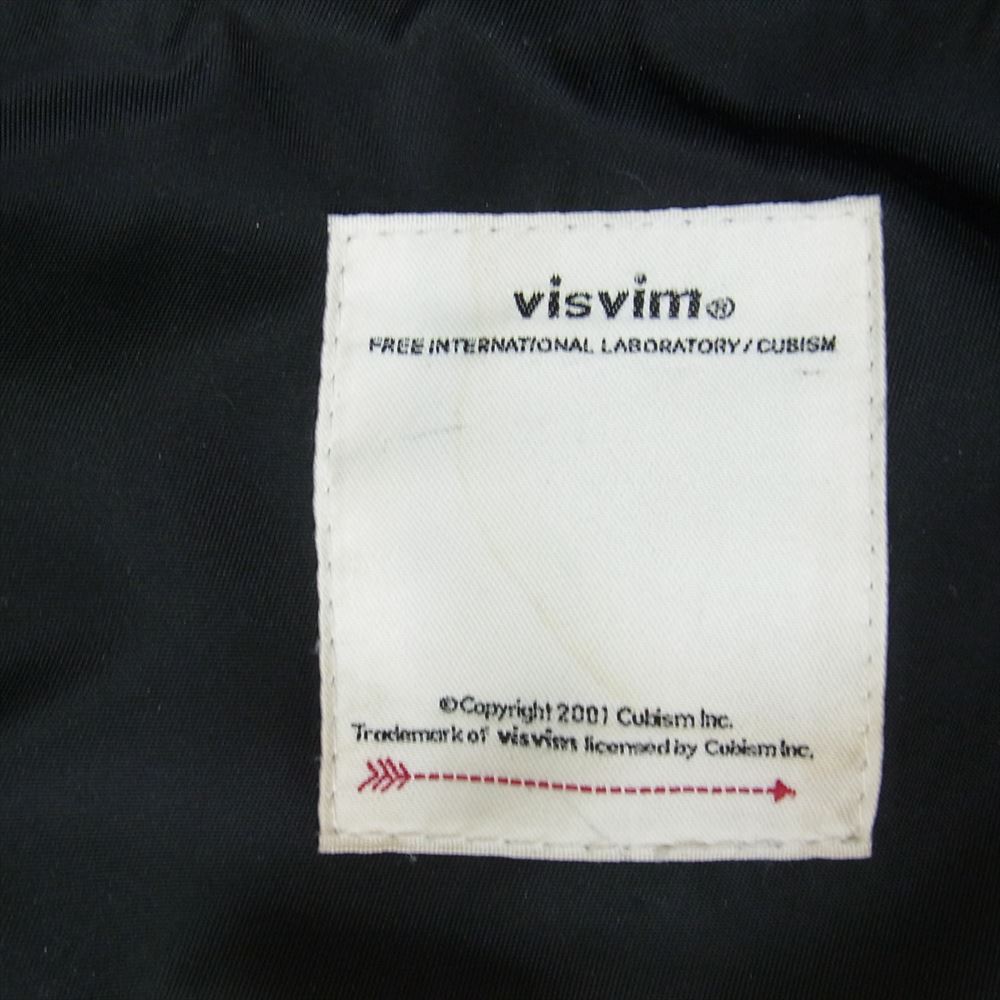 visvim®
FREE INTERNATIONAL LABORATORY / CUBISM
©Copyright 2001 Cubism Inc.
Trademark of visvim licensed by Cubism Inc.